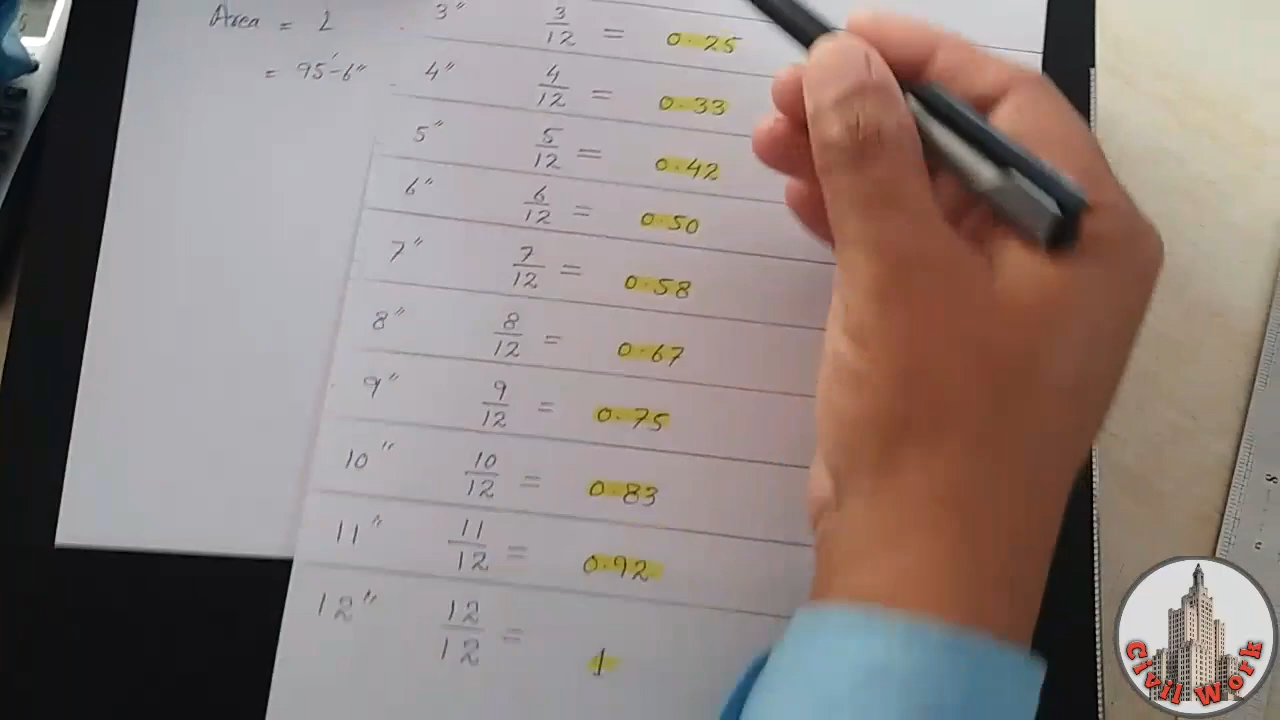 Area = L
= 95'-6"
3" 3/12 = 0.25
4" 4/12 = 0.33
5" 5/12 = 0.42
6" 6/12 = 0.50
7" 7/12 = 0.58
8" 8/12 = 0.67
9" 9/12 = 0.75
10" 10/12 = 0.83
11" 11/12 = 0.92
12" 12/12 = 1
Civil Work